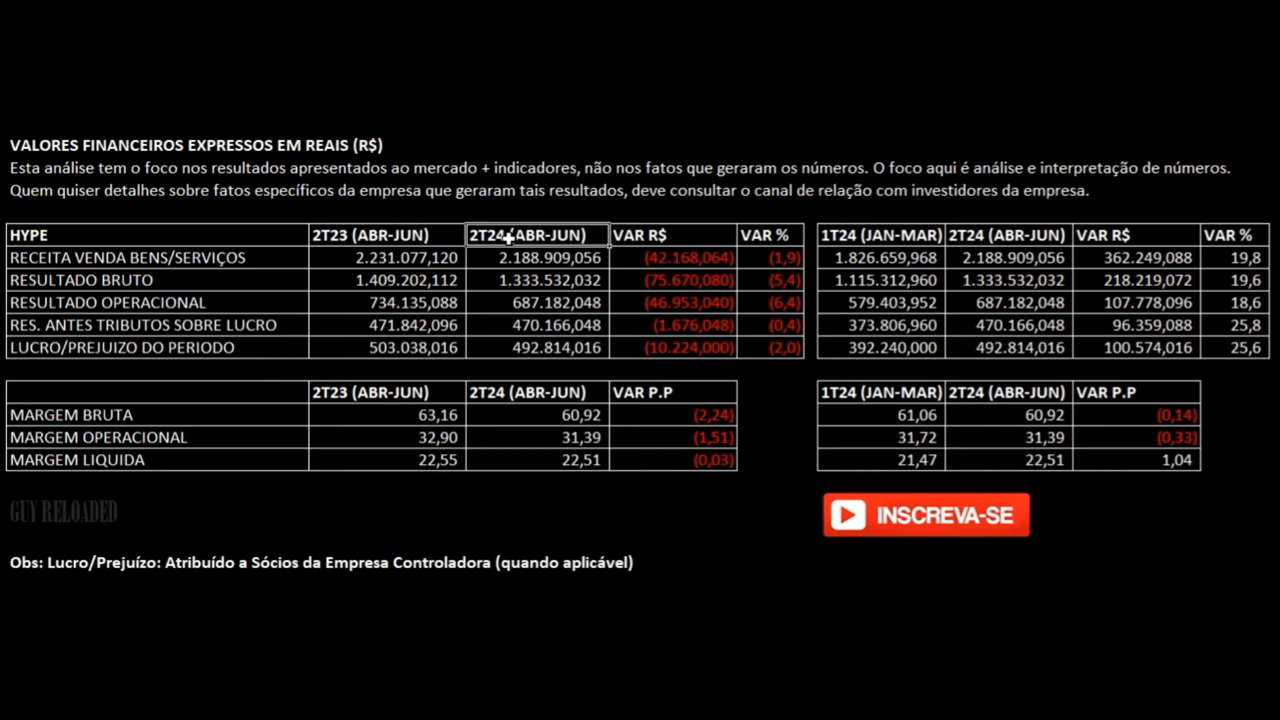 VALORES FINANCEIROS EXPRESSOS EM REAIS (R$)
Esta análise tem o foco nos resultados apresentados ao mercado + indicadores, não nos fatos que geraram os números. O foco aqui é análise e interpretação de números.
Quem quiser detalhes sobre fatos específicos da empresa que geraram tais resultados, deve consultar o canal de relação com investidores da empresa.
HYPE 2T23 (ABR-JUN) 2T24 (ABR-JUN) VAR R$ VAR % 1T24 (JAN-MAR) 2T24 (ABR-JUN) VAR R$ VAR %
RECEITA VENDA BENS/SERVIÇOS 2.231.077,120 2.188.909,056 (42.168,064) (1,9) 1.826.659,968 2.188.909,056 362.249,088 19,8
RESULTADO BRUTO 1.409.202,112 1.333.532,032 (75.670,080) (5,4) 1.115.312,960 1.333.532,032 218.219,072 19,6
RESULTADO OPERACIONAL 734.135,088 687.182,048 (46.953,040) (6,4) 579.403,952 687.182,048 107.778,096 18,6
RES. ANTES TRIBUTOS SOBRE LUCRO 471.842,096 470.166,048 (1.676,048) (0,4) 373.806,960 470.166,048 96.359,088 25,8
LUCRO/PREJUIZO DO PERIODO 503.038,016 492.814,016 (10.224,000) (2,0) 392.240,000 492.814,016 100.574,016 25,6
2T23 (ABR-JUN) 2T24 (ABR-JUN) VAR P.P 1T24 (JAN-MAR) 2T24 (ABR-JUN) VAR P.P
MARGEM BRUTA 63,16 60,92 (2,24) 61,06 60,92 (0,14)
MARGEM OPERACIONAL 32,90 31,39 (1,51) 31,72 31,39 (0,33)
MARGEM LIQUIDA 22,55 22,51 (0,03) 21,47 22,51 1,04
GUY RELOADED
INSCREVA-SE
Obs: Lucro/Prejuízo: Atribuído a Sócios da Empresa Controladora (quando aplicável)